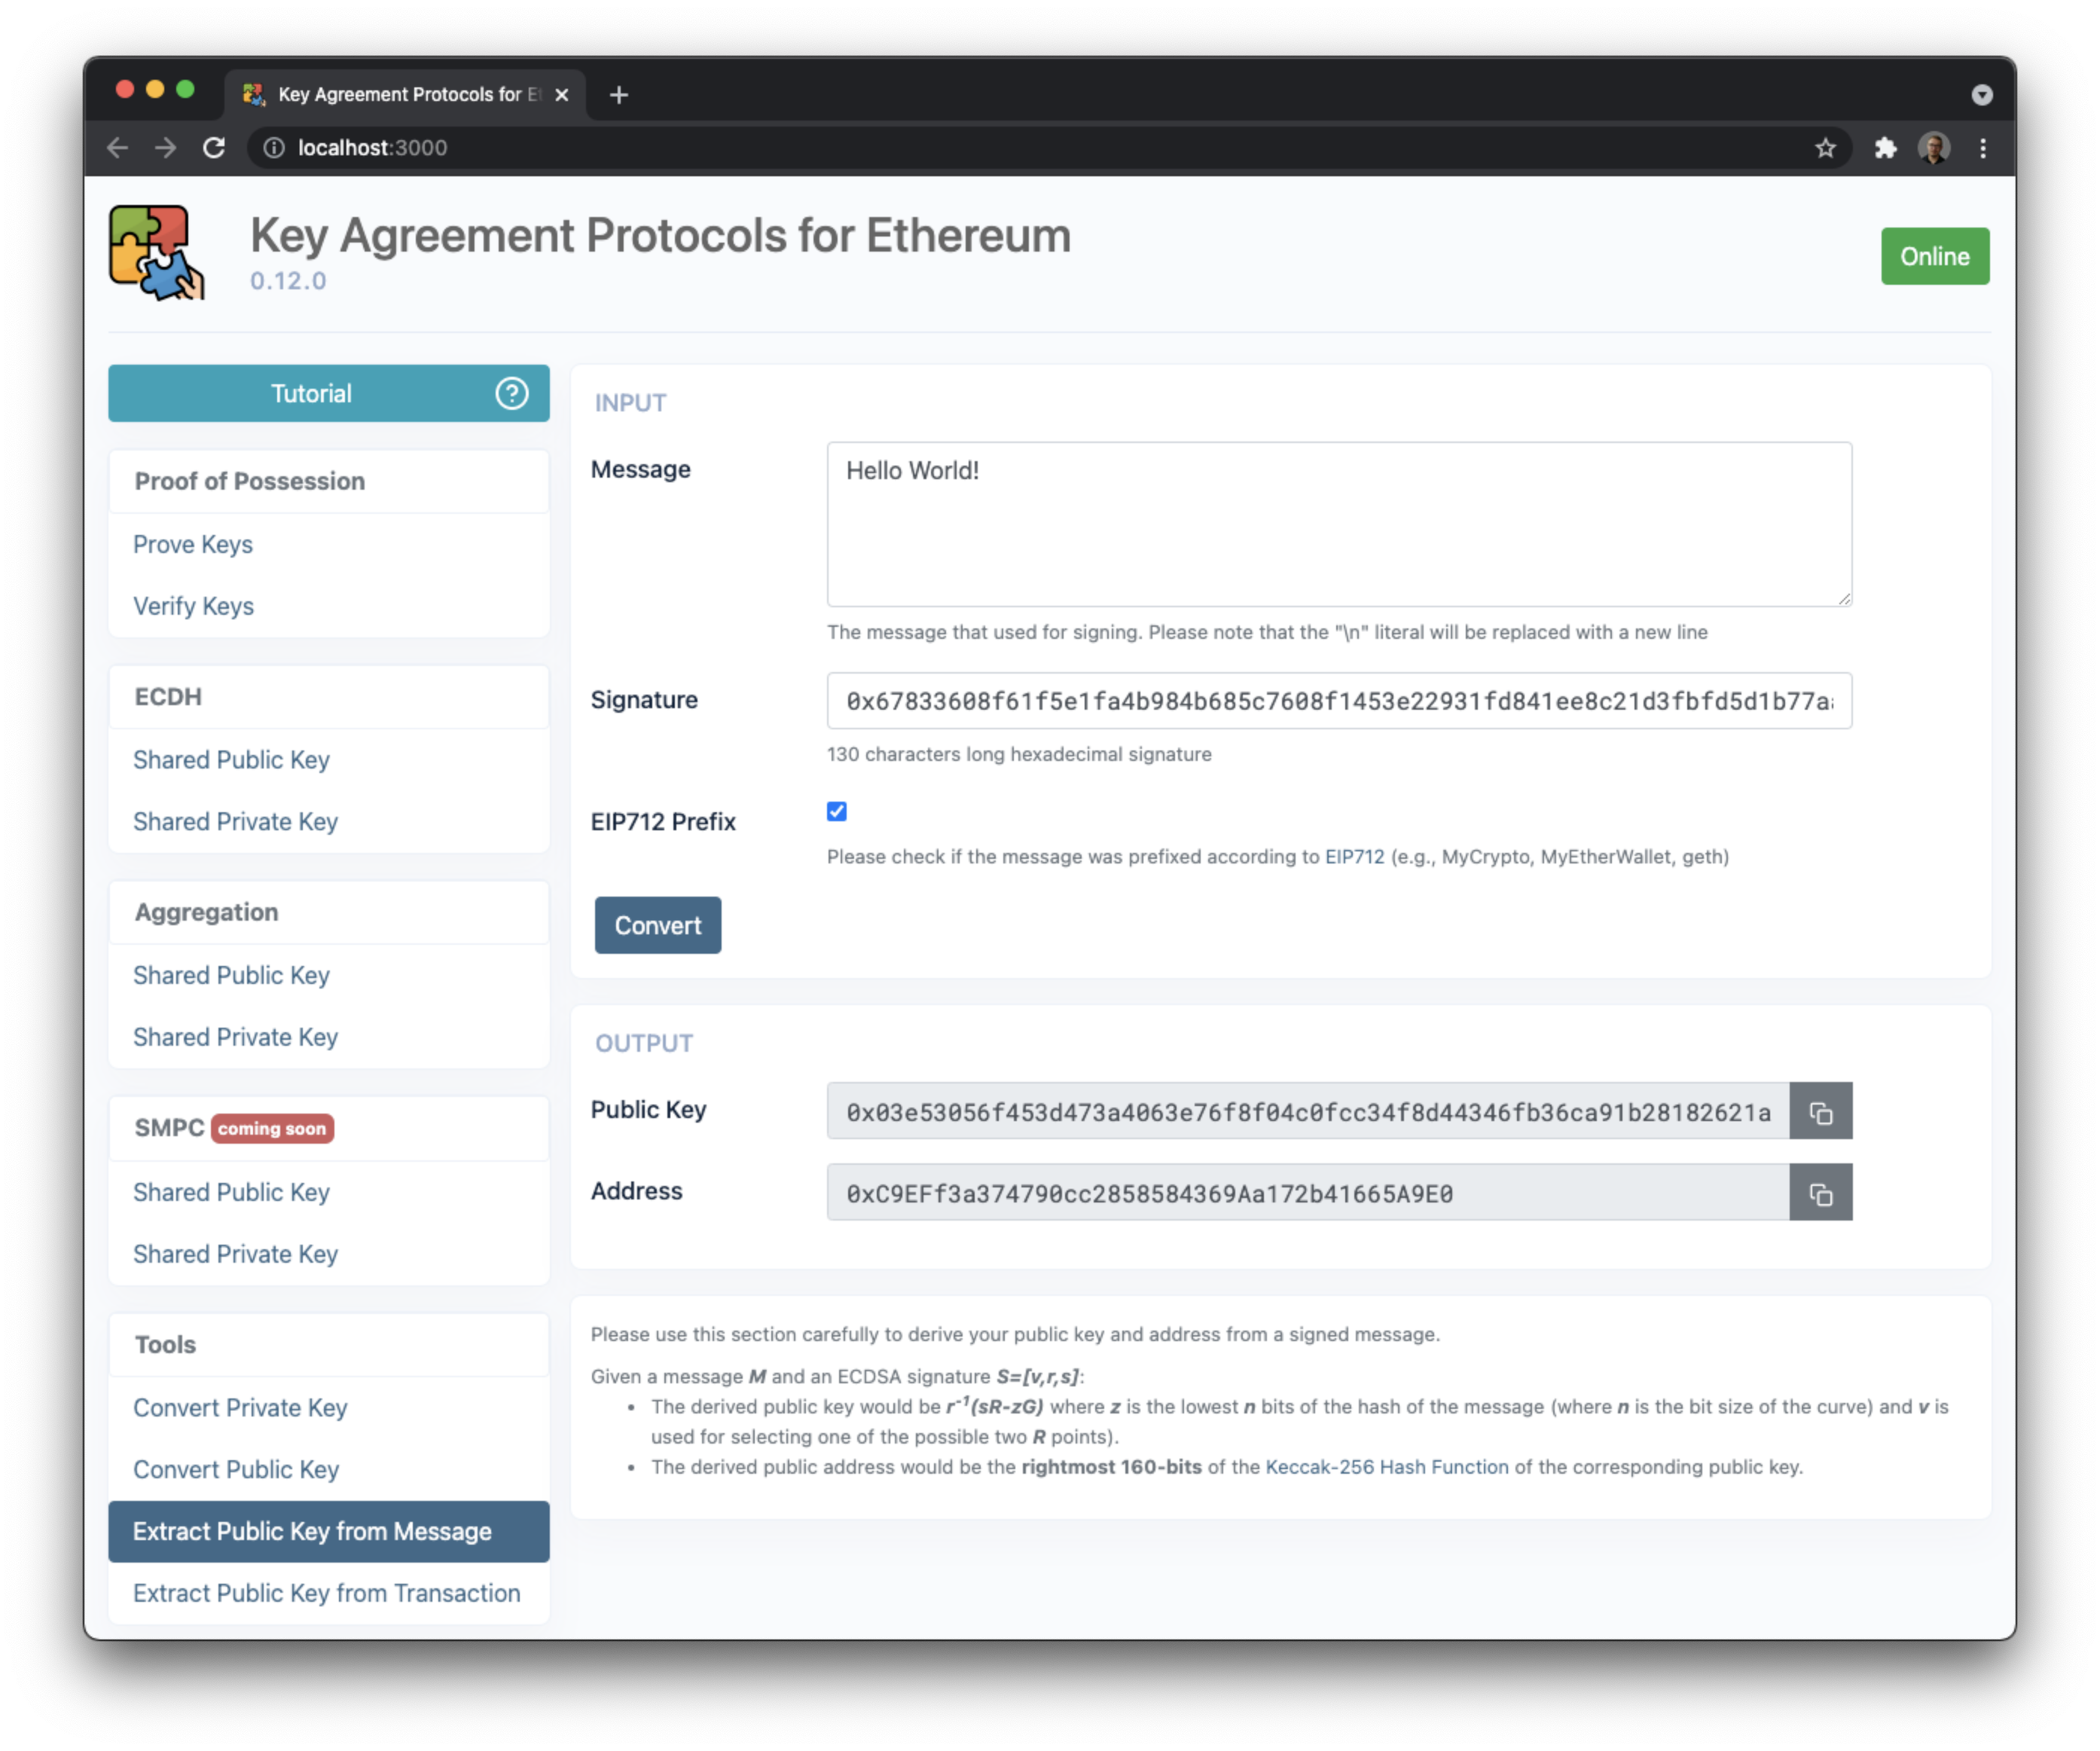 Key Agreement Protocols for Et
localhost:3000
Key Agreement Protocols for Ethereum
0.12.0
Online
Tutorial
Proof of Possession
Prove Keys
Verify Keys
ECDH
Shared Public Key
Shared Private Key
Aggregation
Shared Public Key
Shared Private Key
SMPC coming soon
Shared Public Key
Shared Private Key
Tools
Convert Private Key
Convert Public Key
Extract Public Key from Message
Extract Public Key from Transaction
INPUT
Message
Hello World!
The message that used for signing. Please note that the "\n" literal will be replaced with a new line
Signature
0x67833608f61f5e1fa4b984b685c7608f1453e22931fd841ee8c21d3fbfd5d1b77aa
130 characters long hexadecimal signature
EIP712 Prefix
Please check if the message was prefixed according to EIP712 (e.g., MyCrypto, MyEtherWallet, geth)
Convert
OUTPUT
Public Key
0x03e53056f453d473a4063e76f8f04c0fcc34f8d44346fb36ca91b28182621a
Address
0xC9EFf3a374790cc2858584369Aa172b41665A9E0
Please use this section carefully to derive your public key and address from a signed message.
Given a message M and an ECDSA signature S=[v,r,s]:
• The derived public key would be r⁻¹(sR-zG) where z is the lowest n bits of the hash of the message (where n is the bit size of the curve) and v is
used for selecting one of the possible two R points).
• The derived public address would be the rightmost 160-bits of the Keccak-256 Hash Function of the corresponding public key.